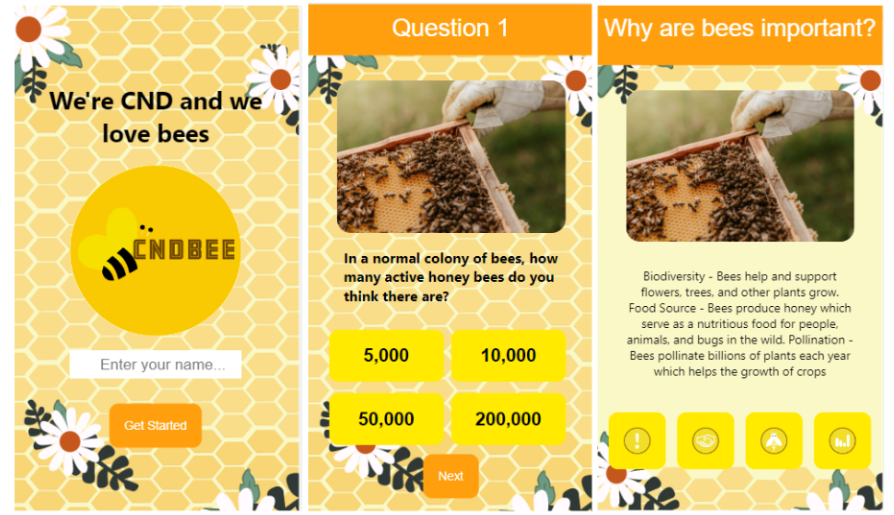 We're CND and we
love bees
CNDBEE
Enter your name...
Get Started
Question 1
In a normal colony of bees, how
many active honey bees do you
think there are?
5,000
10,000
50,000
200,000
Next
Why are bees important?
Biodiversity - Bees help and support
flowers, trees, and other plants grow.
Food Source - Bees produce honey which
serve as a nutritious food for people,
animals, and bugs in the wild. Pollination -
Bees pollinate billions of plants each year
which helps the growth of crops